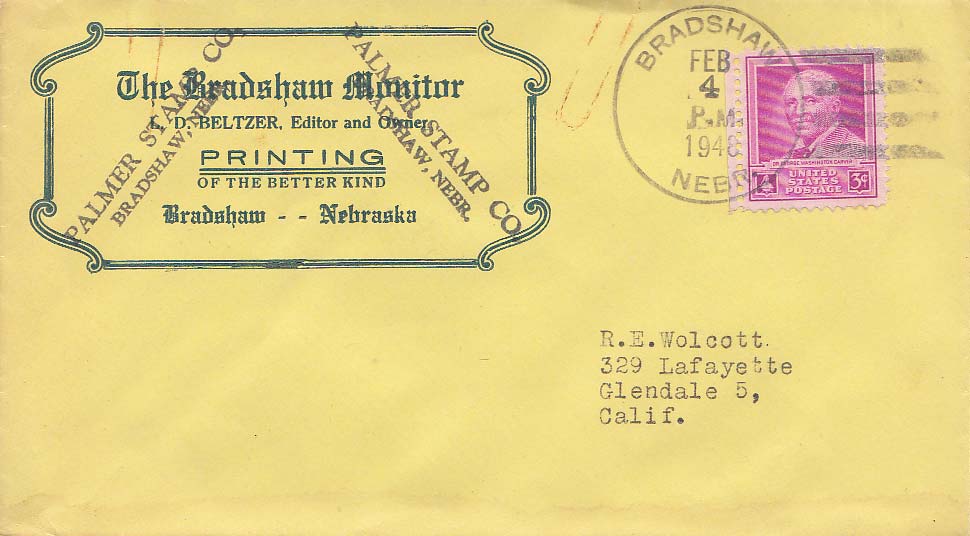 The Bradshaw Monitor
D. BELTZER, Editor and Owner
PRINTING
OF THE BETTER KIND
Bradshaw - - Nebraska
PALMER STAMP CO.
BRADSHAW, NEBR.
PALMER STAMP CO.
BRADSHAW, NEBR.
BRADSHAW
FEB
4
P.M.
1948
NEBR.
DR. GEORGE WASHINGTON CARVER
UNITED
STATES
POSTAGE
3¢
R.E.Wolcott.
329 Lafayette
Glendale 5,
Calif.